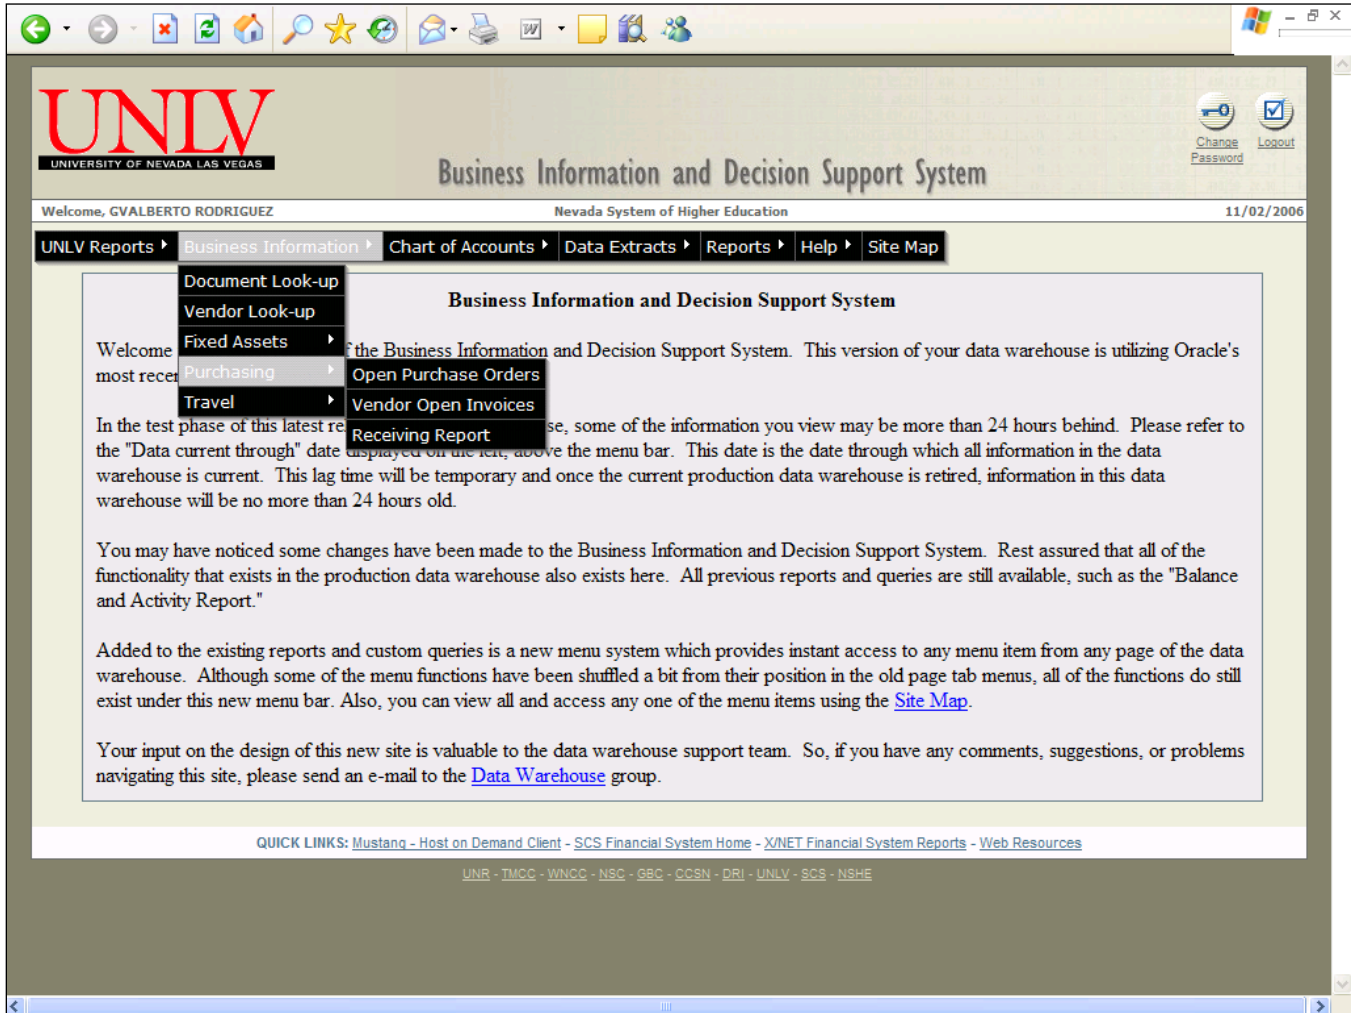 UNLV
UNIVERSITY OF NEVADA LAS VEGAS
Business Information and Decision Support System
Change Password
Logout
Welcome, GVALBERTO RODRIGUEZ
Nevada System of Higher Education
11/02/2006
UNLV Reports
Business Information
Chart of Accounts
Data Extracts
Reports
Help
Site Map
Document Look-up
Vendor Look-up
Fixed Assets
Purchasing
Travel
Open Purchase Orders
Vendor Open Invoices
Receiving Report
Business Information and Decision Support System
Welcome f the Business Information and Decision Support System. This version of your data warehouse is utilizing Oracle's
most recen
In the test phase of this latest re se, some of the information you view may be more than 24 hours behind. Please refer to
the "Data current through" date displayed on the left, above the menu bar. This date is the date through which all information in the data
warehouse is current. This lag time will be temporary and once the current production data warehouse is retired, information in this data
warehouse will be no more than 24 hours old.
You may have noticed some changes have been made to the Business Information and Decision Support System. Rest assured that all of the
functionality that exists in the production data warehouse also exists here. All previous reports and queries are still available, such as the "Balance
and Activity Report."
Added to the existing reports and custom queries is a new menu system which provides instant access to any menu item from any page of the data
warehouse. Although some of the menu functions have been shuffled a bit from their position in the old page tab menus, all of the functions do still
exist under this new menu bar. Also, you can view all and access any one of the menu items using the Site Map.
Your input on the design of this new site is valuable to the data warehouse support team. So, if you have any comments, suggestions, or problems
navigating this site, please send an e-mail to the Data Warehouse group.
QUICK LINKS: Mustang - Host on Demand Client - SCS Financial System Home - X/NET Financial System Reports - Web Resources
UNR - TMCC - WNCC - NSC - GBC - CCSN - DRI - UNLV - SCS - NSHE